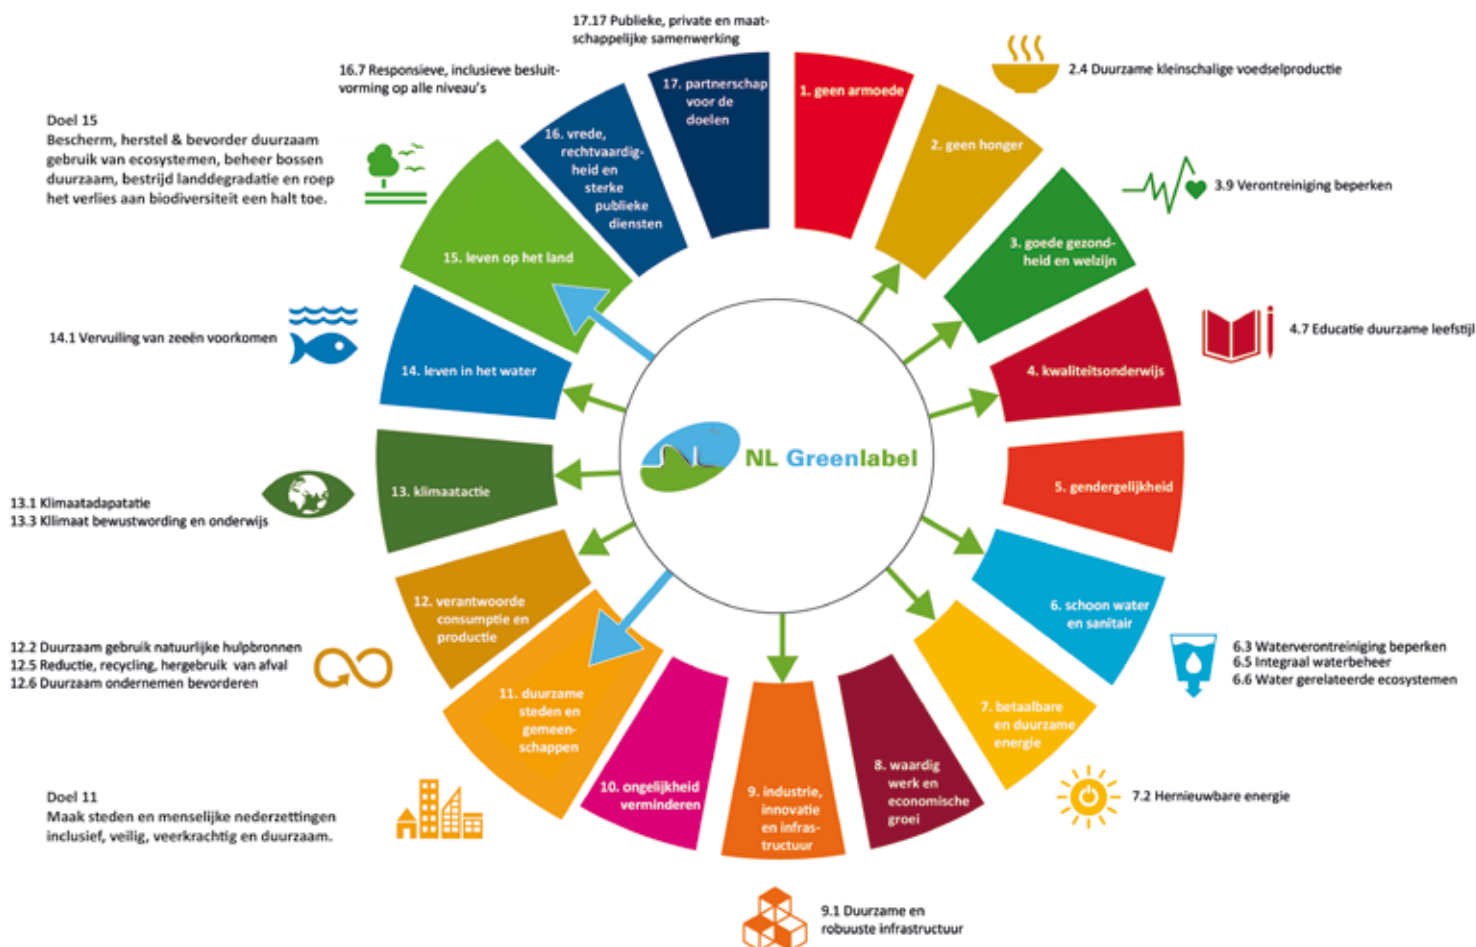 17.17 Publieke, private en maat-
schappelijke samenwerking
16.7 Responsieve, inclusieve besluit-
vorming op alle niveau's
Doel 15
Bescherm, herstel & bevorder duurzaam
gebruik van ecosystemen, beheer bossen
duurzaam, bestrijd landdegradatie en roep
het verlies aan biodiversiteit een halt toe.
14.1 Vervuiling van zeeën voorkomen
13.1 Klimaatadapatatie
13.3 Kllimaat bewustwording en onderwijs
12.2 Duurzaam gebruik natuurlijke hulpbronnen
12.5 Reductie, recycling, hergebruik van afval
12.6 Duurzaam ondernemen bevorderen
Doel 11
Maak steden en menselijke nederzettingen
inclusief, veilig, veerkrachtig en duurzaam.
1. geen armoede
2. geen honger
3. goede gezond-
heid en welzijn
4. kwaliteitsonderwijs
5. gendergelijkheid
6. schoon water
en sanitair
7. betaalbare
en duurzame
energie
8. waardig
werk en
economische
groei
9. industrie,
innovatie
en infras-
tructuur
10. ongelijkheid
verminderen
11. duurzame
steden en
gemeen-
schappen
12. verantwoorde
consumptie en
productie
13. klimaatactie
14. leven in het water
15. leven op het land
16. vrede,
rechtvaardig-
heid en
sterke
publieke
diensten
17. partnerschap
voor de
doelen
NL Greenlabel
2.4 Duurzame kleinschalige voedselproductie
3.9 Verontreiniging beperken
4.7 Educatie duurzame leefstijl
6.3 Waterverontreiniging beperken
6.5 Integraal waterbeheer
6.6 Water gerelateerde ecosystemen
7.2 Hernieuwbare energie
9.1 Duurzame en
robuuste infrastructuur